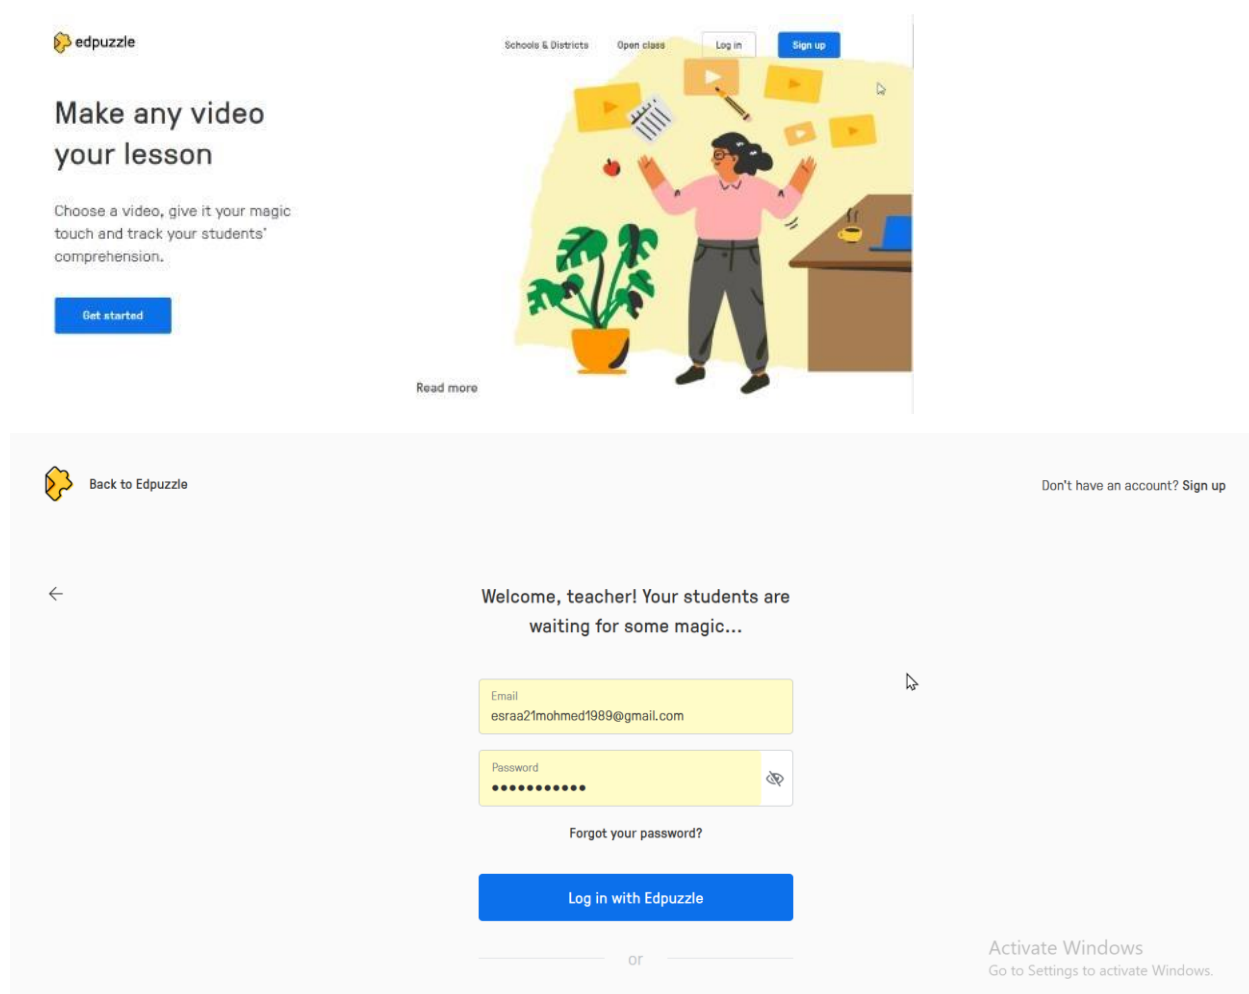 edpuzzle
Schools & Districts
Open class
Log in
Sign up
Make any video
your lesson
Choose a video, give it your magic
touch and track your students'
comprehension.
Get started
Read more
Back to Edpuzzle
Don't have an account? Sign up
Welcome, teacher! Your students are
waiting for some magic...
Email
esraa21mohmed1989@gmail.com
Password
•••••••••••
Forgot your password?
Log in with Edpuzzle
or
Activate Windows
Go to Settings to activate Windows.